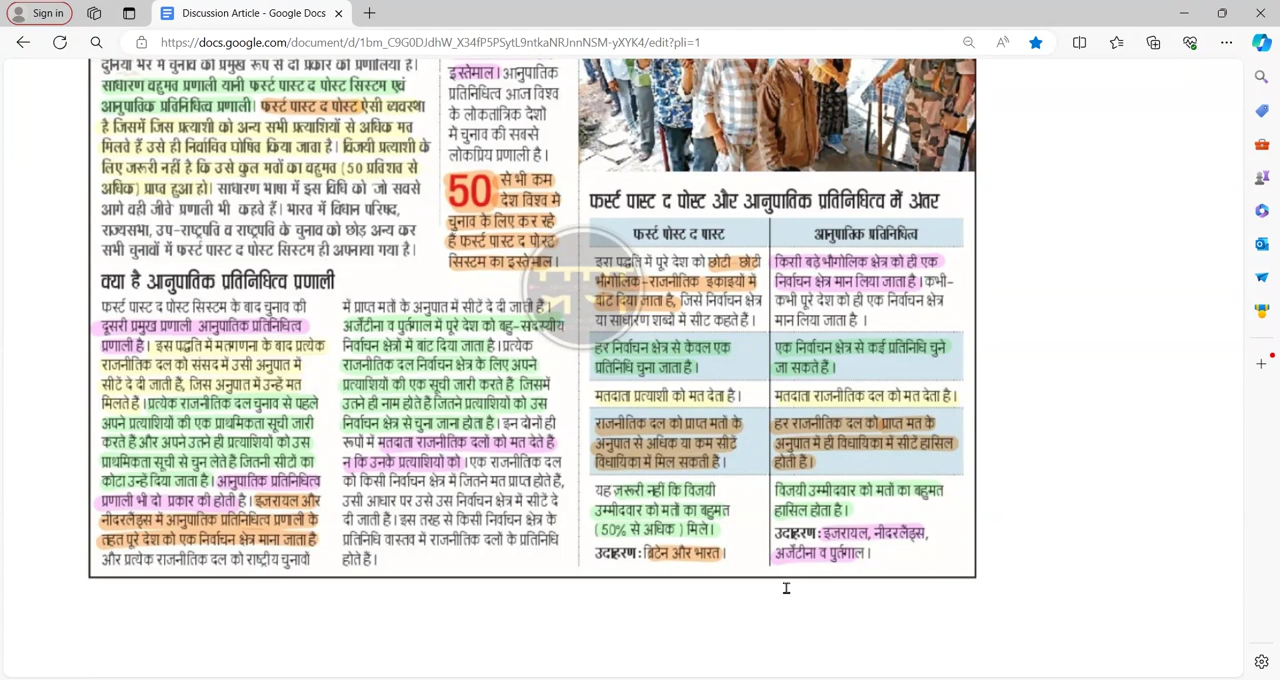 Sign in
Discussion Article - Google Docs
https://docs.google.com/document/d/1bm_C9G0DJdhW_X34fP5PSytL9ntkaNRJnnNSM-yXYK4/edit?pli=1
दुनिया भर में चुनाव की प्रमुख रूप से दो प्रकार की प्रणालियां हैं।
साधारण बहुमत प्रणाली यानी फर्स्ट पास्ट द पोस्ट सिस्टम एवं
आनुपातिक प्रतिनिधित्व प्रणाली। फर्स्ट पास्ट द पोस्ट ऐसी व्यवस्था
है जिसमें जिस प्रत्याशी को अन्य सभी प्रत्याशियों से अधिक मत
मिलते हैं उसे ही निर्वाचित घोषित किया जाता है। विजयी प्रत्याशी के
लिए जरूरी नहीं है कि उसे कुल मतों का बहुमत (50 प्रतिशत से
अधिक) प्राप्त हुआ हो। साधारण भाषा में इस विधि को जो सबसे
आगे वही जीते प्रणाली भी कहते हैं। भारत में विधान परिषद,
राज्यसभा, उप-राष्ट्रपति व राष्ट्रपति के चुनाव को छोड़ अन्य कर
सभी चुनावों में फर्स्ट पास्ट द पोस्ट सिस्टम ही अपनाया गया है।
इस्तेमाल। आनुपातिक
प्रतिनिधित्व आज विश्व
के लोकतांत्रिक देशों
में चुनाव की सबसे
लोकप्रिय प्रणाली है।
50 से भी कम
देश विश्व में
चुनाव के लिए कर रहे
हैं फर्स्ट पास्ट द पोस्ट
सिस्टम का इस्तेमाल।
क्या है आनुपातिक प्रतिनिधित्व प्रणाली
फर्स्ट पास्ट द पोस्ट सिस्टम के बाद चुनाव की
दूसरी प्रमुख प्रणाली आनुपातिक प्रतिनिधित्व
प्रणाली है। इस पद्धति में मतगणना के बाद प्रत्येक
राजनीतिक दल को संसद में उसी अनुपात में
सीटें दे दी जाती हैं, जिस अनुपात में उन्हें मत
मिलते हैं। प्रत्येक राजनीतिक दल चुनाव से पहले
अपने प्रत्याशियों की एक प्राथमिकता सूची जारी
करते हैं और अपने उतने ही प्रत्याशियों को उस
प्राथमिकता सूची से चुन लेते हैं जितनी सीटों का
कोटा उन्हें दिया जाता है। आनुपातिक प्रतिनिधित्व
प्रणाली भी दो प्रकार की होती है। इजरायल और
नीदरलैंड्स में आनुपातिक प्रतिनिधित्व प्रणाली के
तहत पूरे देश को एक निर्वाचन क्षेत्र माना जाता है
और प्रत्येक राजनीतिक दल को राष्ट्रीय चुनावों
में प्राप्त मतों के अनुपात में सीटें दे दी जाती हैं।
अर्जेंटीना व पुर्तगाल में पूरे देश को बहु-सदस्यीय
निर्वाचन क्षेत्रों में बांट दिया जाता है। प्रत्येक
राजनीतिक दल निर्वाचन क्षेत्र के लिए अपने
प्रत्याशियों की एक सूची जारी करते हैं जिसमें
उतने ही नाम होते हैं जितने प्रत्याशियों को उस
निर्वाचन क्षेत्र से चुना जाना होता है। इन दोनों ही
रूपों में मतदाता राजनीतिक दलों को मत देते हैं
न कि उनके प्रत्याशियों को। एक राजनीतिक दल
को किसी निर्वाचन क्षेत्र में जितने मत प्राप्त होते हैं,
उसी आधार पर उसे उस निर्वाचन क्षेत्र में सीटें दे
दी जाती हैं। इस तरह से किसी निर्वाचन क्षेत्र के
प्रतिनिधि वास्तव में राजनीतिक दलों के प्रतिनिधि
होते हैं।
फर्स्ट पास्ट द पोस्ट और आनुपातिक प्रतिनिधित्व में अंतर
फर्स्ट पोस्ट द पास्ट
इस पद्धति में पूरे देश को छोटी छोटी
भौगोलिक-राजनीतिक इकाइयों में
बांट दिया जाता है, जिसे निर्वाचन क्षेत्र
या साधारण शब्दों में सीट कहते हैं।
हर निर्वाचन क्षेत्र से केवल एक
प्रतिनिधि चुना जाता है।
मतदाता प्रत्याशी को मत देता है।
राजनीतिक दल को प्राप्त मतों के
अनुपात से अधिक या कम सीटें
विधायिका में मिल सकती हैं।
यह ज़रूरी नहीं कि विजयी
उम्मीदवार को मतों का बहुमत
(50% से अधिक) मिले।
उदाहरण: ब्रिटेन और भारत।
आनुपातिक प्रतिनिधित्व
किसी बड़े भौगोलिक क्षेत्र को ही एक
निर्वाचन क्षेत्र मान लिया जाता है। कभी-
कभी पूरे देश को ही एक निर्वाचन क्षेत्र
मान लिया जाता है ।
एक निर्वाचन क्षेत्र से कई प्रतिनिधि चुने
जा सकते हैं।
मतदाता राजनीतिक दल को मत देता है।
हर राजनीतिक दल को प्राप्त मत के
अनुपात में ही विधायिका में सीटें हासिल
होती हैं।
विजयी उम्मीदवार को मतों का बहुमत
हासिल होता है।
उदाहरण: इजरायल, नीदरलैंड्स,
अर्जेंटीना व पुर्तगाल।